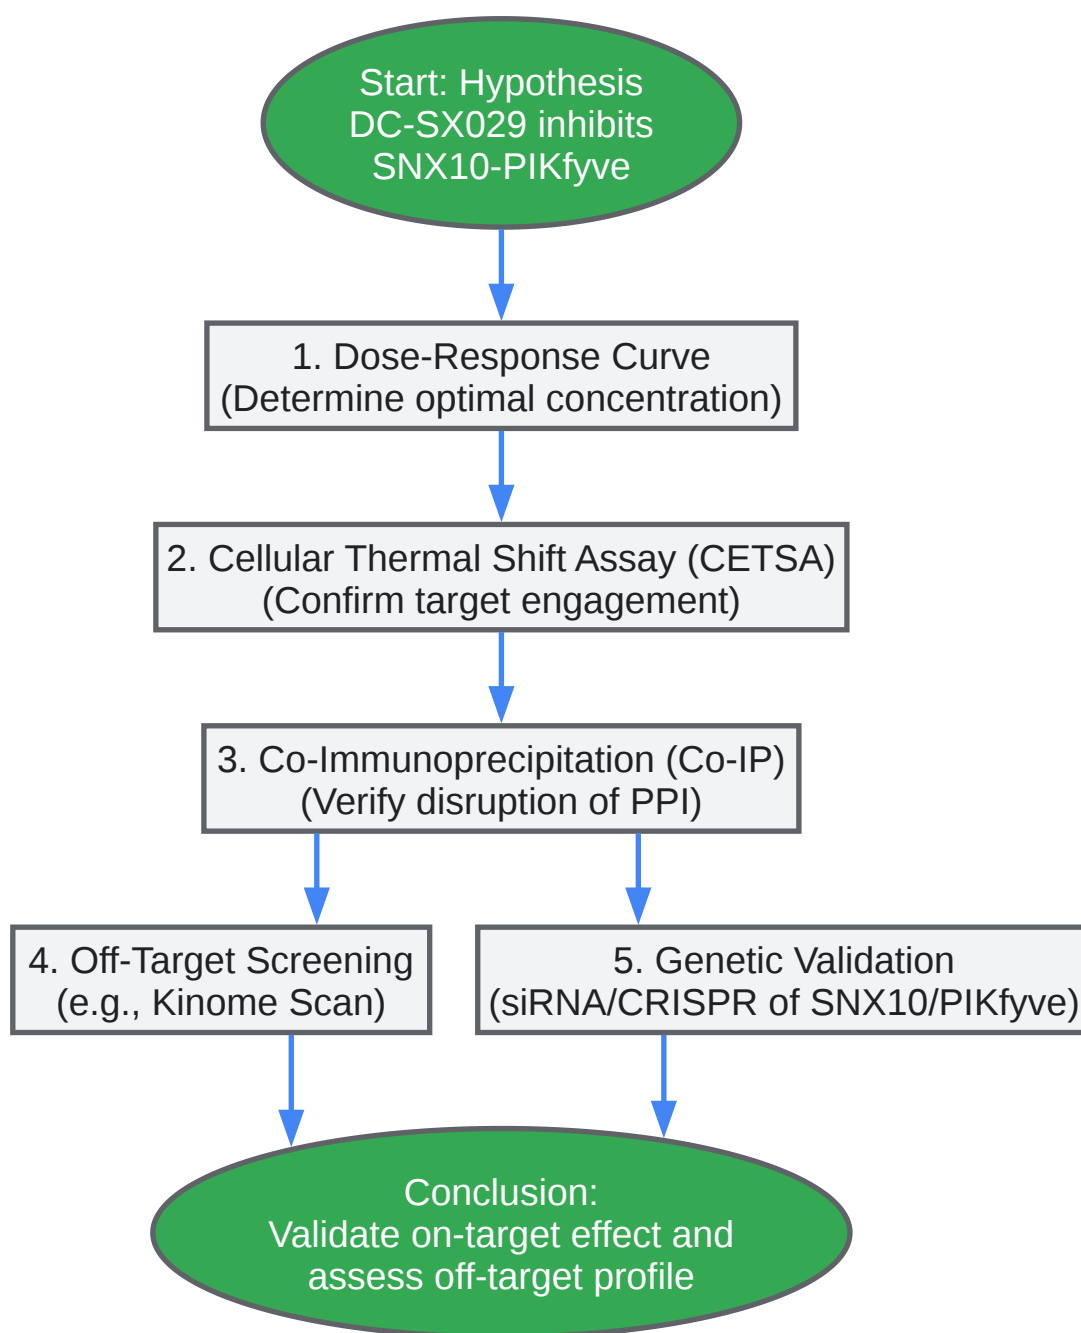 Start: Hypothesis
DC-SX029 inhibits
SNX10-PIKfyve
1. Dose-Response Curve
(Determine optimal concentration)
2. Cellular Thermal Shift Assay (CETSA)
(Confirm target engagement)
3. Co-Immunoprecipitation (Co-IP)
(Verify disruption of PPI)
4. Off-Target Screening
(e.g., Kinome Scan)
5. Genetic Validation
(siRNA/CRISPR of SNX10/PIKfyve)
Conclusion:
Validate on-target effect and
assess off-target profile